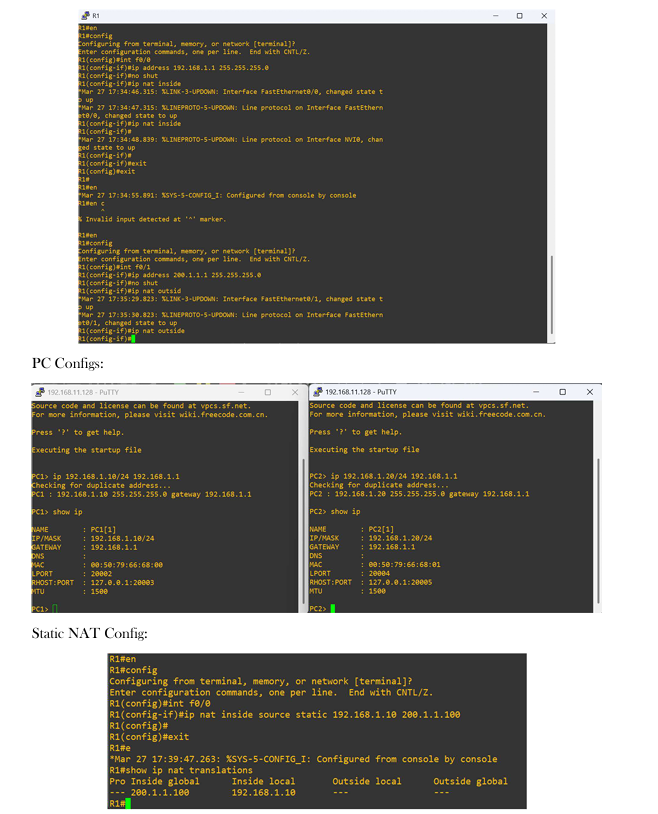 R1
R1#en
R1#config
Configuring from terminal, memory, or network [terminal]?
Enter configuration commands, one per line.  End with CNTL/Z.
R1(config)#int f0/0
R1(config-if)#ip address 192.168.1.1 255.255.255.0
R1(config-if)#no shut
R1(config-if)#ip nat inside
*Mar 27 17:34:46.315: %LINK-3-UPDOWN: Interface FastEthernet0/0, changed state t
o up
*Mar 27 17:34:47.315: %LINEPROTO-5-UPDOWN: Line protocol on Interface FastEthern
et0/0, changed state to up
R1(config-if)#ip nat inside
R1(config-if)#
*Mar 27 17:34:48.839: %LINEPROTO-5-UPDOWN: Line protocol on Interface NVI0, chan
ged state to up
R1(config-if)#
R1(config-if)#exit
R1(config)#exit
R1#
R1#en
*Mar 27 17:34:55.891: %SYS-5-CONFIG_I: Configured from console by console
R1#en c
^
% Invalid input detected at '^' marker.
R1#en
R1#config
Configuring from terminal, memory, or network [terminal]?
Enter configuration commands, one per line.  End with CNTL/Z.
R1(config)#int f0/1
R1(config-if)#ip address 200.1.1.1 255.255.255.0
R1(config-if)#no shut
R1(config-if)#ip nat outsid
*Mar 27 17:35:29.823: %LINK-3-UPDOWN: Interface FastEthernet0/1, changed state t
o up
*Mar 27 17:35:30.823: %LINEPROTO-5-UPDOWN: Line protocol on Interface FastEthern
et0/1, changed state to up
R1(config-if)#ip nat outside
R1(config-if)#
PC Configs:
192.168.11.128 - PuTTY
Source code and license can be found at vpcs.sf.net.
For more information, please visit wiki.freecode.com.cn.
Press '?' to get help.
Executing the startup file
PC1> ip 192.168.1.10/24 192.168.1.1
Checking for duplicate address...
PC1 : 192.168.1.10 255.255.255.0 gateway 192.168.1.1
PC1> show ip
NAME        : PC1[1]
IP/MASK     : 192.168.1.10/24
GATEWAY     : 192.168.1.1
DNS         :
MAC         : 00:50:79:66:68:00
LPORT       : 20002
RHOST:PORT  : 127.0.0.1:20003
MTU         : 1500
PC1>
192.168.11.128 - PuTTY
Source code and license can be found at vpcs.sf.net.
For more information, please visit wiki.freecode.com.cn.
Press '?' to get help.
Executing the startup file
PC2> ip 192.168.1.20/24 192.168.1.1
Checking for duplicate address...
PC2 : 192.168.1.20 255.255.255.0 gateway 192.168.1.1
PC2> show ip
NAME        : PC2[1]
IP/MASK     : 192.168.1.20/24
GATEWAY     : 192.168.1.1
DNS         :
MAC         : 00:50:79:66:68:01
LPORT       : 20004
RHOST:PORT  : 127.0.0.1:20005
MTU         : 1500
PC2>
Static NAT Config:
R1#en
R1#config
Configuring from terminal, memory, or network [terminal]?
Enter configuration commands, one per line.  End with CNTL/Z.
R1(config)#int f0/0
R1(config-if)#ip nat inside source static 192.168.1.10 200.1.1.100
R1(config)#
R1(config)#exit
R1#e
*Mar 27 17:39:47.263: %SYS-5-CONFIG_I: Configured from console by console
R1#show ip nat translations
Pro Inside global      Inside local       Outside local      Outside global
--- 200.1.1.100        192.168.1.10       ---                ---
R1#